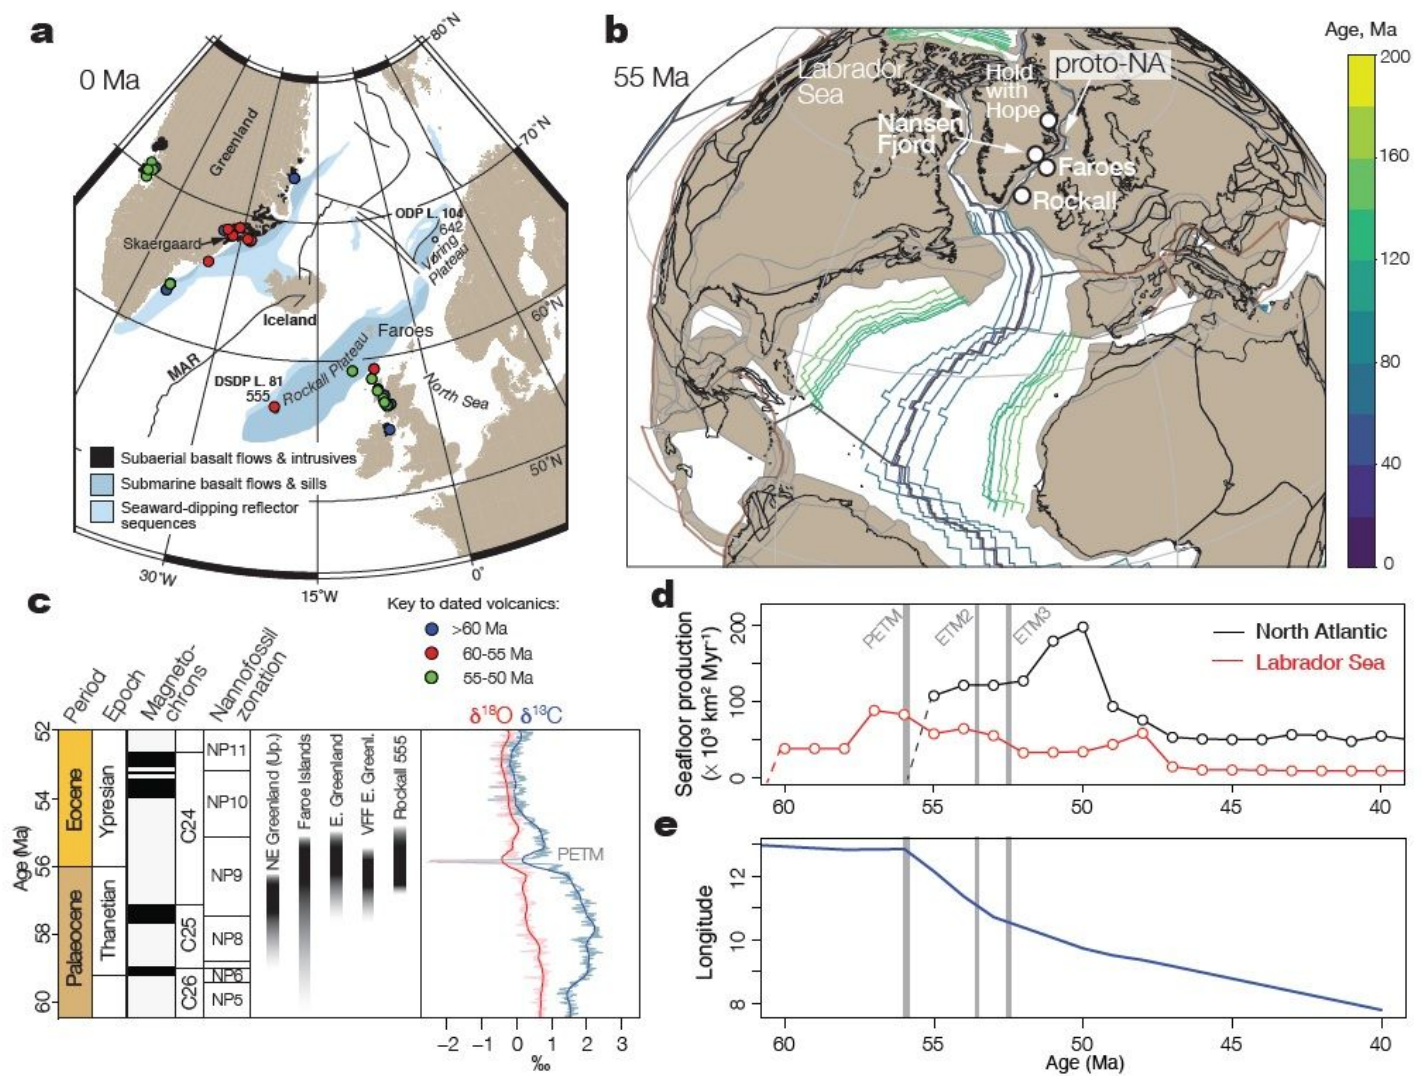 a
0 Ma
80°N
70°N
60°N
50°N
Greenland
Skaergaard
ODP L. 104
642
Vøring
Plateau
Iceland
Faroes
MAR
Rockall Plateau
DSDP L. 81
555
North Sea
Subaerial basalt flows & intrusives
Submarine basalt flows & sills
Seaward-dipping reflector
sequences
30°W
15°W
0°
b
55 Ma
Labrador
Sea
Hold
with
Hope
proto-NA
Nansen
Fjord
Faroes
Rockall
Age, Ma
200
160
120
80
40
0
c
Key to dated volcanics:
>60 Ma
60-55 Ma
55-50 Ma
Period
Epoch
Magneto-
chrons
Nannofossil
zonation
δ18O δ13C
Age (Ma)
52
54
56
58
60
Eocene
Palaeocene
Ypresian
Thanetian
C24
C25
C26
NP11
NP10
NP9
NP8
NP6
NP5
NE Greenland (Up.)
Faroe Islands
E. Greenland
VFF E. Greenl.
Rockall 555
PETM
−2 −1 0 1 2 3
‰
d
Seafloor production
(× 10³ km² Myr⁻¹)
200
100
0
PETM
ETM2
ETM3
North Atlantic
Labrador Sea
60 55 50 45 40
e
Longitude
12
10
8
60 55 50 45 40
Age (Ma)